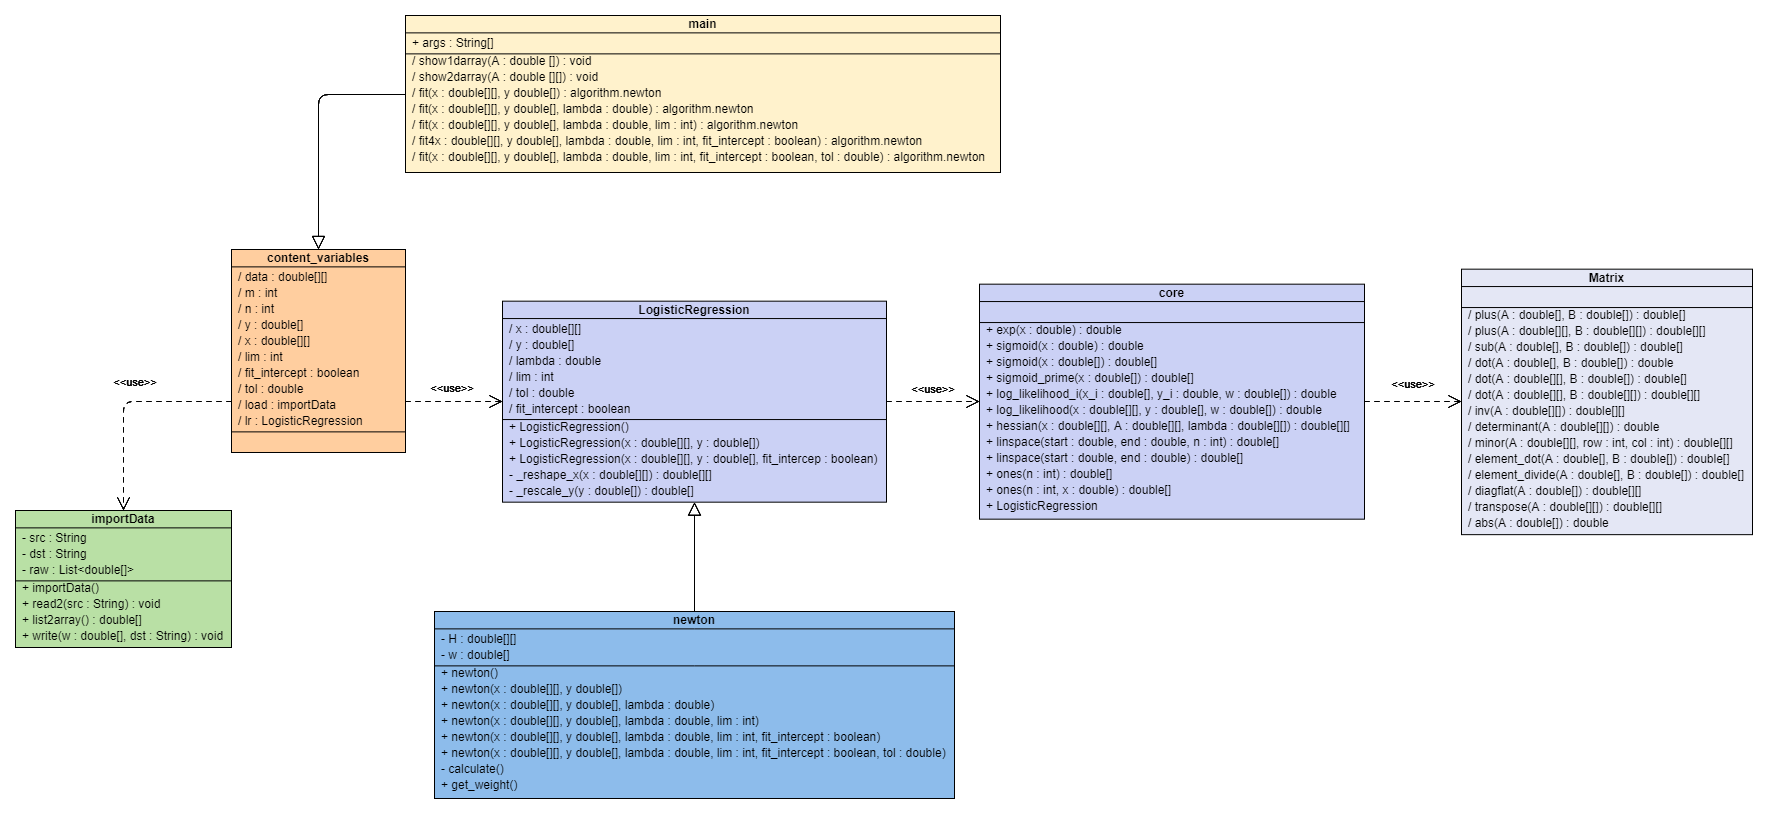 main
+ args : String[]
/ show1darray(A : double []) : void
/ show2darray(A : double [][]) : void
/ fit(x : double[][], y double[]) : algorithm.newton
/ fit(x : double[][], y double[], lambda : double) : algorithm.newton
/ fit(x : double[][], y double[], lambda : double, lim : int) : algorithm.newton
/ fit4x : double[][], y double[], lambda : double, lim : int, fit_intercept : boolean) : algorithm.newton
/ fit(x : double[][], y double[], lambda : double, lim : int, fit_intercept : boolean, tol : double) : algorithm.newton
content_variables
/ data : double[][]
/ m : int
/ n : int
/ y : double[]
/ x : double[][]
/ lim : int
/ fit_intercept : boolean
/ tol : double
/ load : importData
/ lr : LogisticRegression
<<use>>
<<use>>
importData
- src : String
- dst : String
- raw : List<double[]>
+ importData()
+ read2(src : String) : void
+ list2array() : double[]
+ write(w : double[], dst : String) : void
LogisticRegression
/ x : double[][]
/ y : double[]
/ lambda : double
/ lim : int
/ tol : double
/ fit_intercept : boolean
+ LogisticRegression()
+ LogisticRegression(x : double[][], y : double[])
+ LogisticRegression(x : double[][], y : double[], fit_intercep : boolean)
- _reshape_x(x : double[][]) : double[][]
- _rescale_y(y : double[]) : double[]
<<use>>
newton
- H : double[][]
- w : double[]
+ newton()
+ newton(x : double[][], y double[])
+ newton(x : double[][], y double[], lambda : double)
+ newton(x : double[][], y double[], lambda : double, lim : int)
+ newton(x : double[][], y double[], lambda : double, lim : int, fit_intercept : boolean)
+ newton(x : double[][], y double[], lambda : double, lim : int, fit_intercept : boolean, tol : double)
- calculate()
+ get_weight()
core
+ exp(x : double) : double
+ sigmoid(x : double) : double
+ sigmoid(x : double[]) : double[]
+ sigmoid_prime(x : double[]) : double[]
+ log_likelihood_i(x_i : double[], y_i : double, w : double[]) : double
+ log_likelihood(x : double[][], y : double[], w : double[]) : double
+ hessian(x : double[][], A : double[][], lambda : double[][]) : double[][]
+ linspace(start : double, end : double, n : int) : double[]
+ linspace(start : double, end : double) : double[]
+ ones(n : int) : double[]
+ ones(n : int, x : double) : double[]
+ LogisticRegression
<<use>>
Matrix
/ plus(A : double[], B : double[]) : double[]
/ plus(A : double[][], B : double[][]) : double[][]
/ sub(A : double[], B : double[]) : double[]
/ dot(A : double[], B : double[]) : double
/ dot(A : double[][], B : double[]) : double[]
/ dot(A : double[][], B : double[][]) : double[][]
/ inv(A : double[][]) : double[][]
/ determinant(A : double[][]) : double
/ minor(A : double[][], row : int, col : int) : double[][]
/ element_dot(A : double[], B : double[]) : double[]
/ element_divide(A : double[], B : double[]) : double[]
/ diagflat(A : double[]) : double[][]
/ transpose(A : double[][]) : double[][]
/ abs(A : double[]) : double